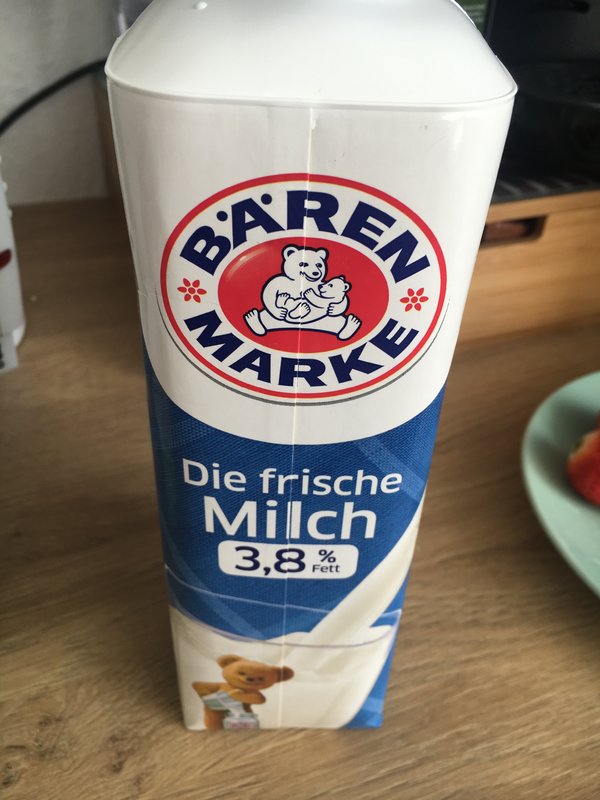 BÄREN
MARKE
Die frische
Milch
3,8 %
Fett